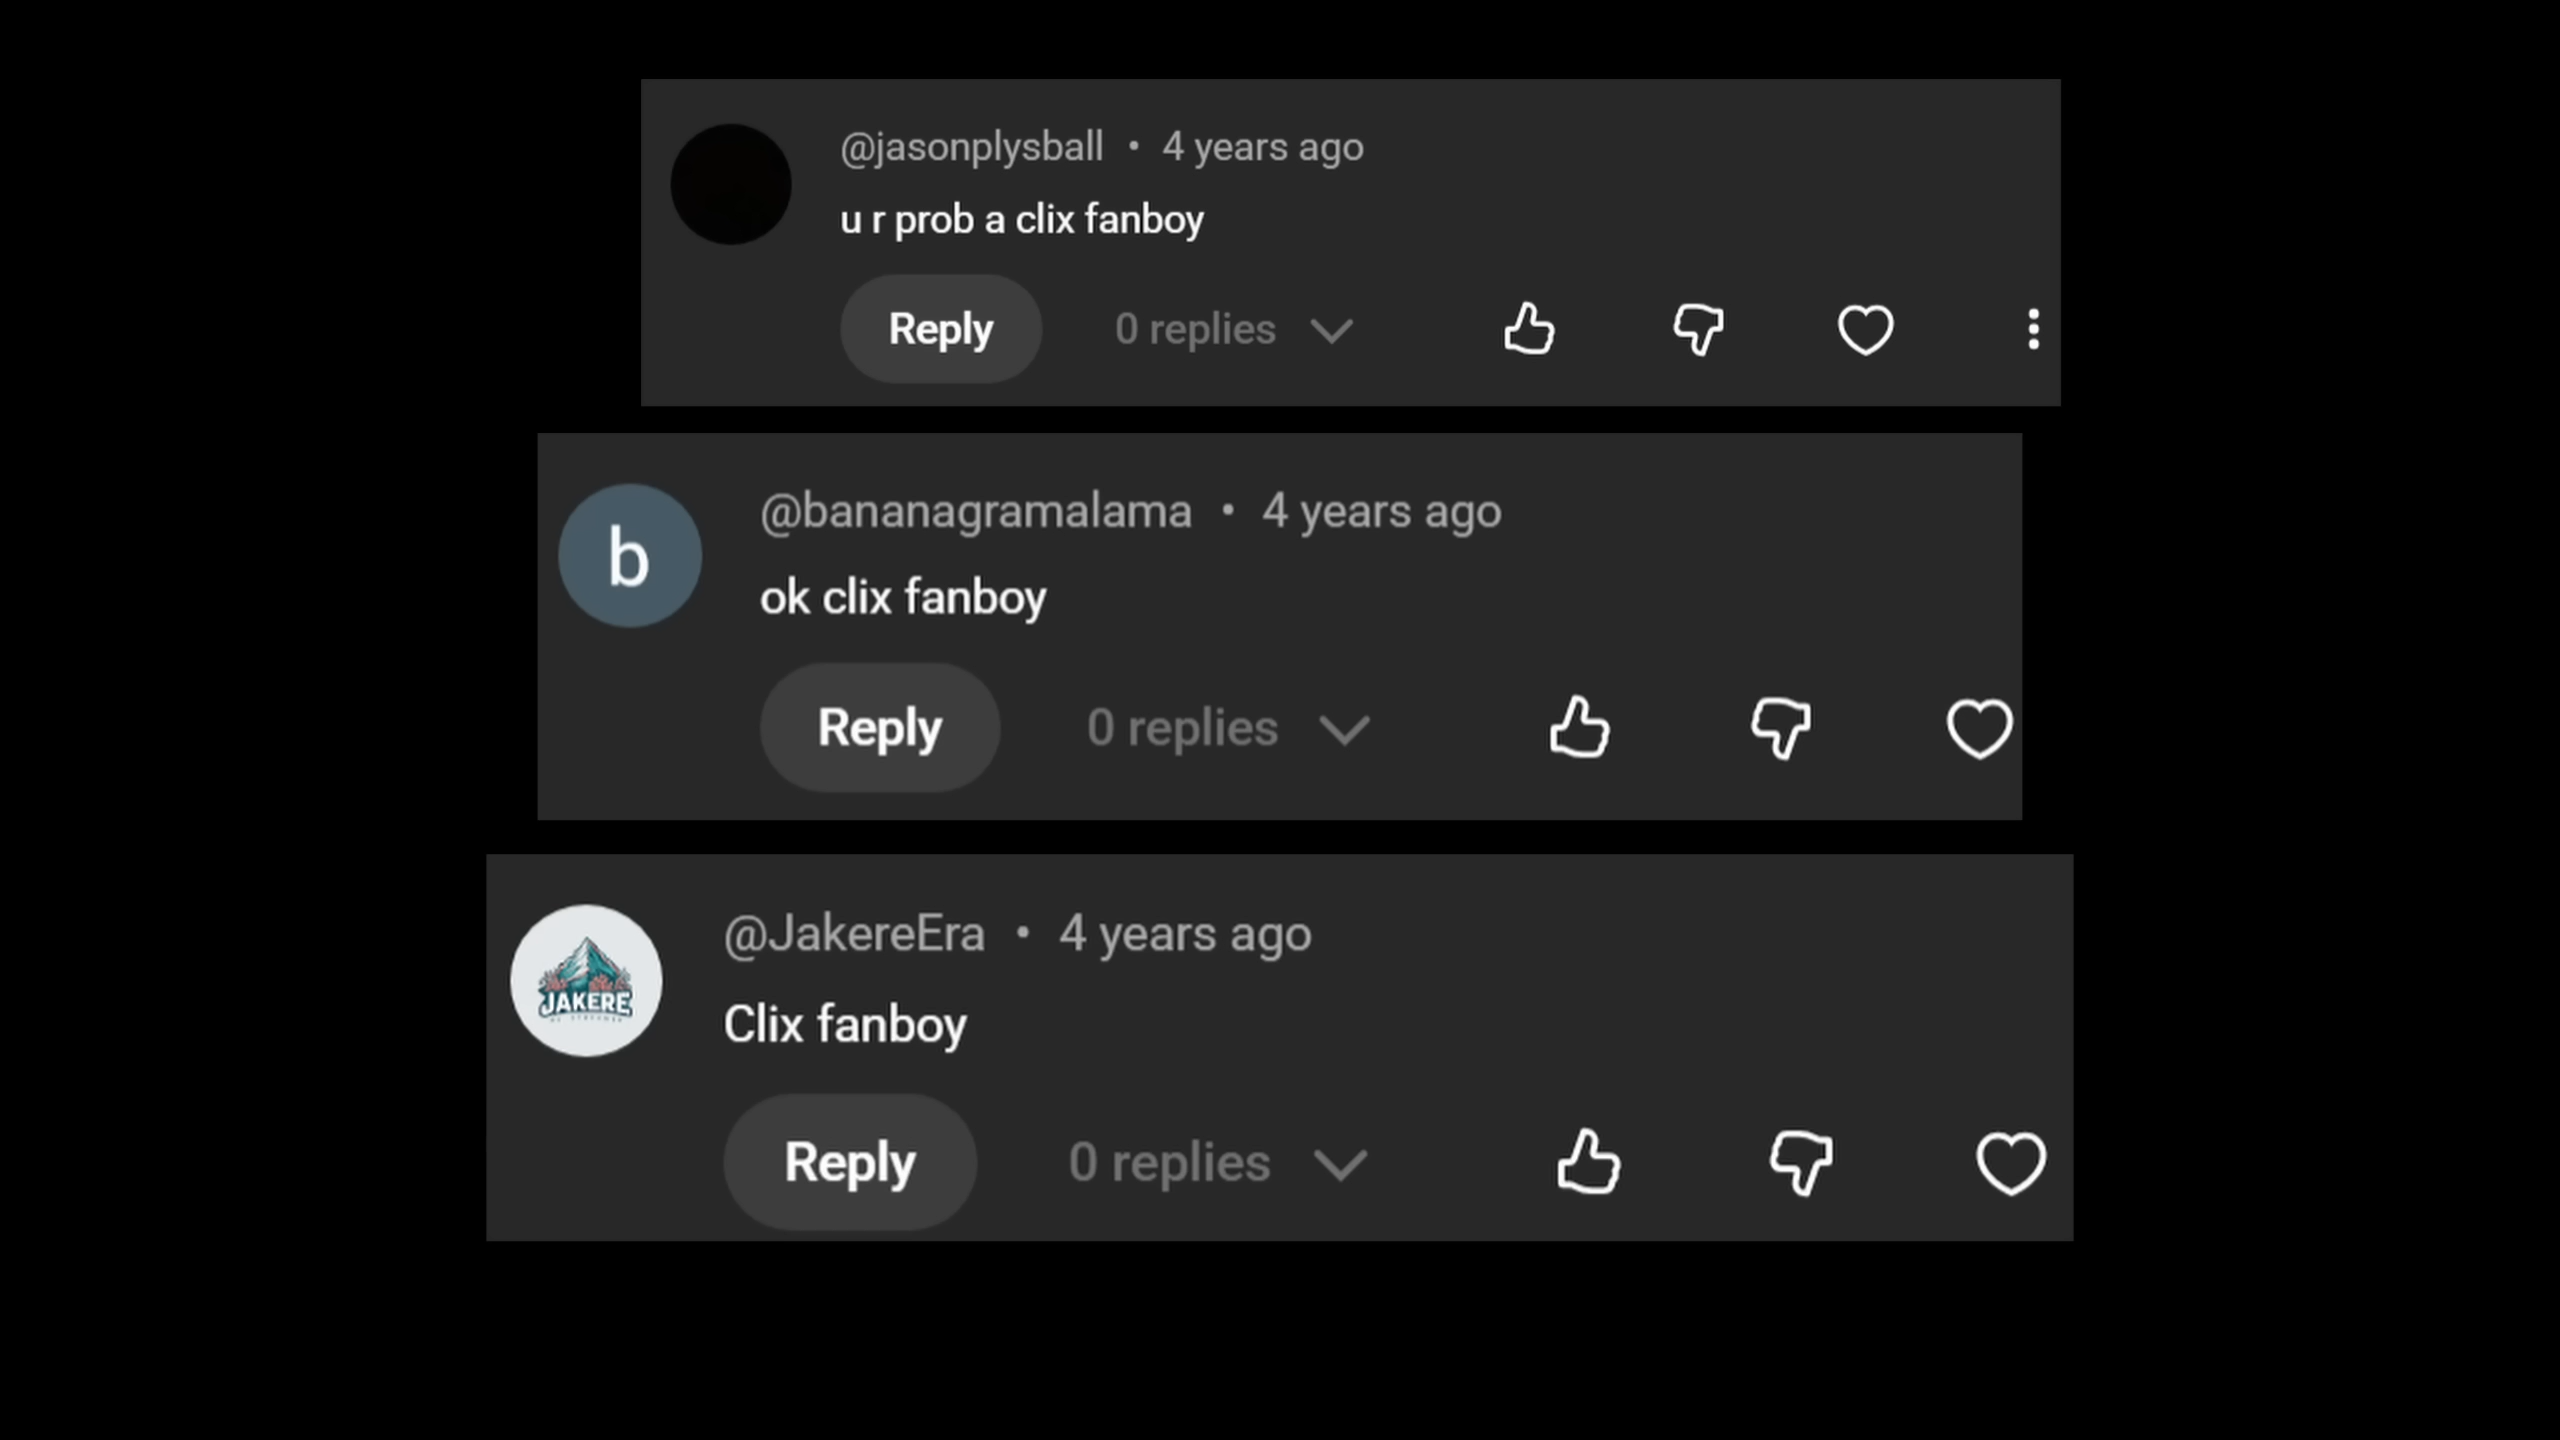 @jasonplysball • 4 years ago
u r prob a clix fanboy
Reply 0 replies
b
@bananagramalama • 4 years ago
ok clix fanboy
Reply 0 replies
@JakereEra • 4 years ago
JAKERE
Clix fanboy
Reply 0 replies